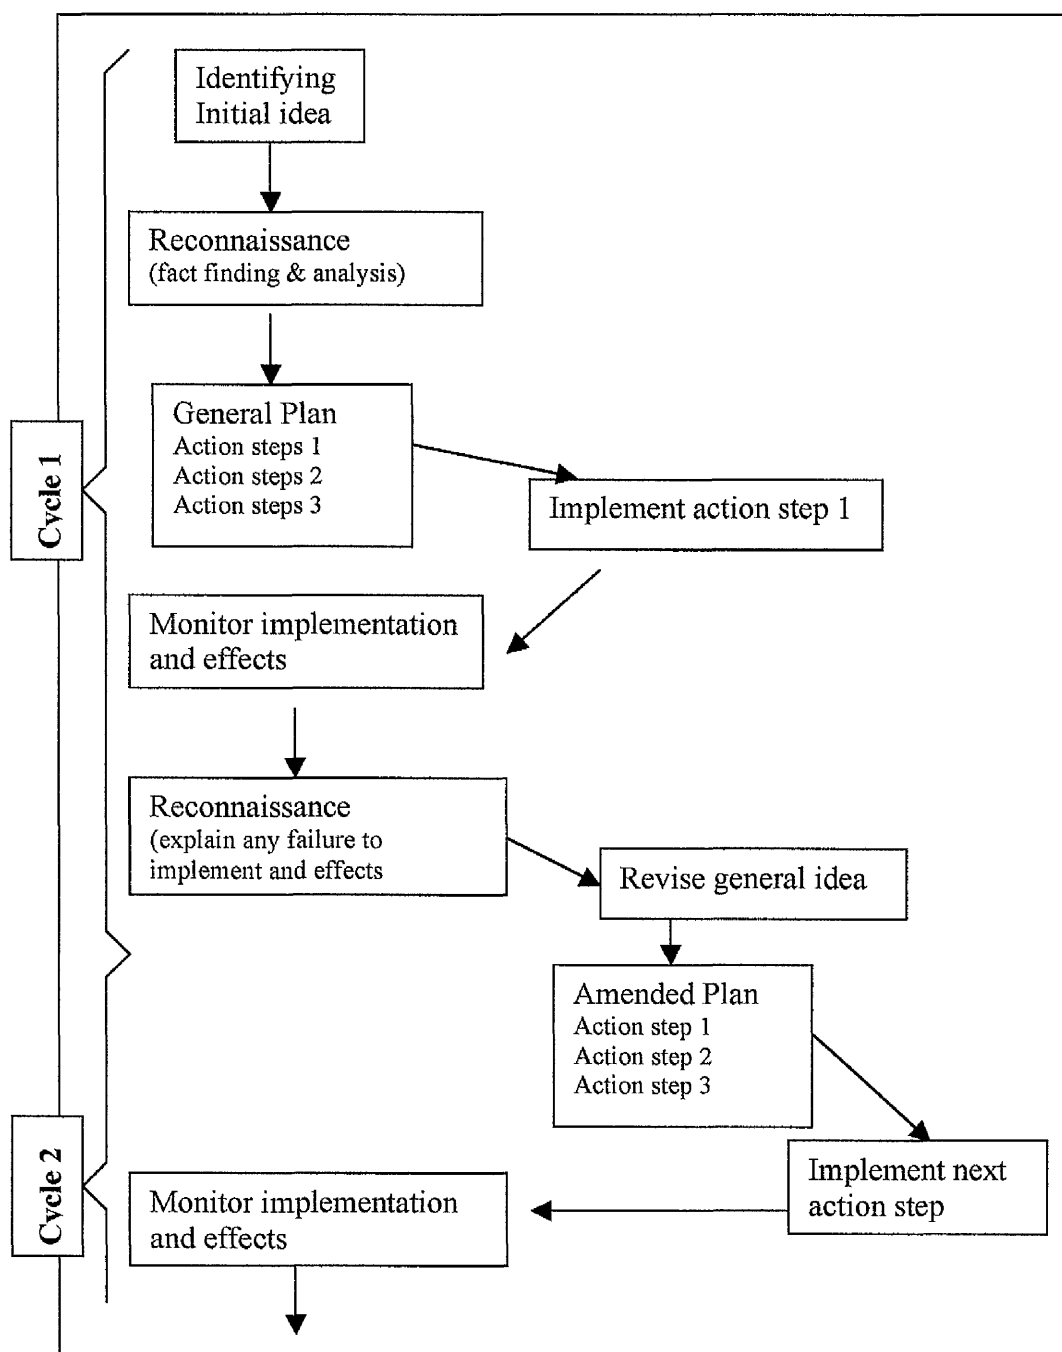 Identifying
Initial idea
Reconnaissance
(fact finding & analysis)
General Plan
Action steps 1
Action steps 2
Action steps 3
Cycle 1
Implement action step 1
Monitor implementation
and effects
Reconnaissance
(explain any failure to
implement and effects
Revise general idea
Amended Plan
Action step 1
Action step 2
Action step 3
Cycle 2
Implement next
action step
Monitor implementation
and effects